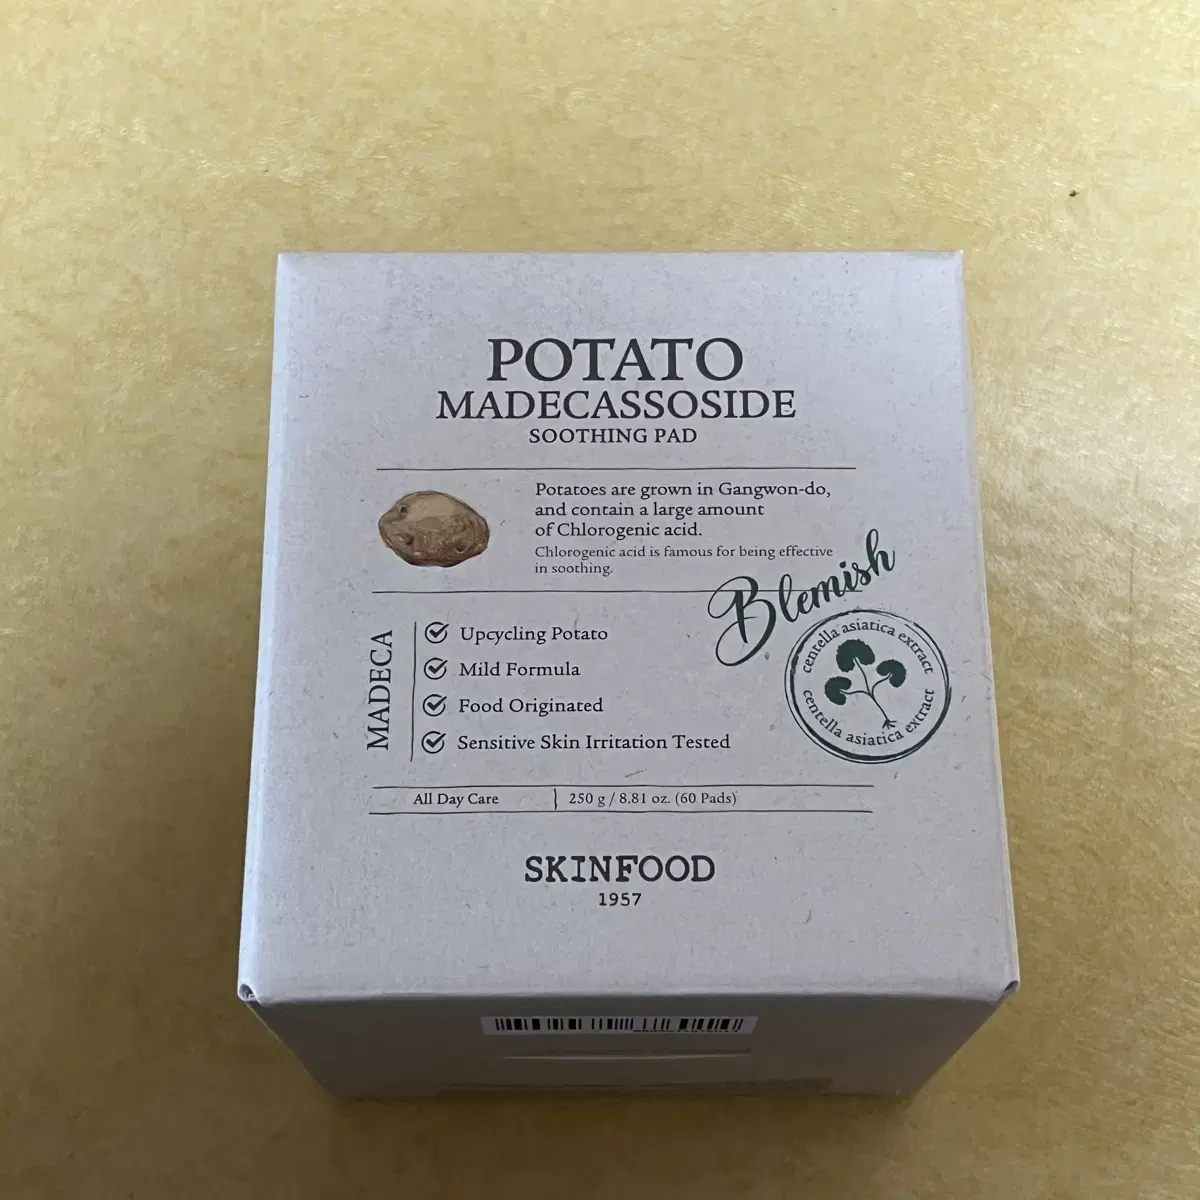 POTATO
MADECASSOSIDE
SOOTHING PAD
Potatoes are grown in Gangwon-do,
and contain a large amount
of Chlorogenic acid.
Chlorogenic acid is famous for being effective
in soothing.
Blemish
centella asiatica extract
centella asiatica extract
MADECA
Upcycling Potato
Mild Formula
Food Originated
Sensitive Skin Irritation Tested
All Day Care
250 g / 8.81 oz. (60 Pads)
SKINFOOD
1957